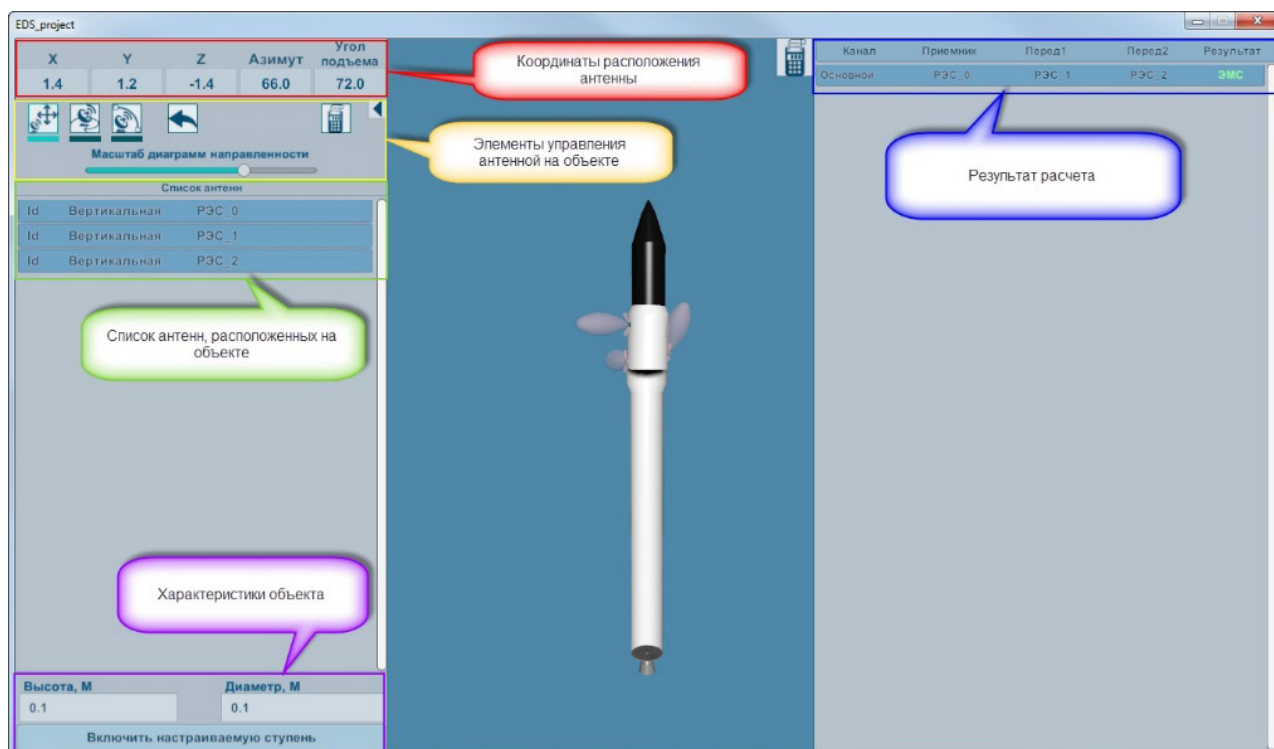 EDS_project
X Y Z Азимут Угол подъема
1.4 1.2 -1.4 66.0 72.0
Координаты расположения
антенны
Канал Приемник Перед1 Перед2 Результат
Основной РЭС_0 РЭС_1 РЭС_2 ЭМС
Масштаб диаграмм направленности
Элементы управления
антенной на объекте
Результат расчета
Список антенн
Id Вертикальная РЭС_0
Id Вертикальная РЭС_1
Id Вертикальная РЭС_2
Список антенн, расположенных на
объекте
Характеристики объекта
Высота, М Диаметр, М
0.1 0.1
Включить настраиваемую ступень